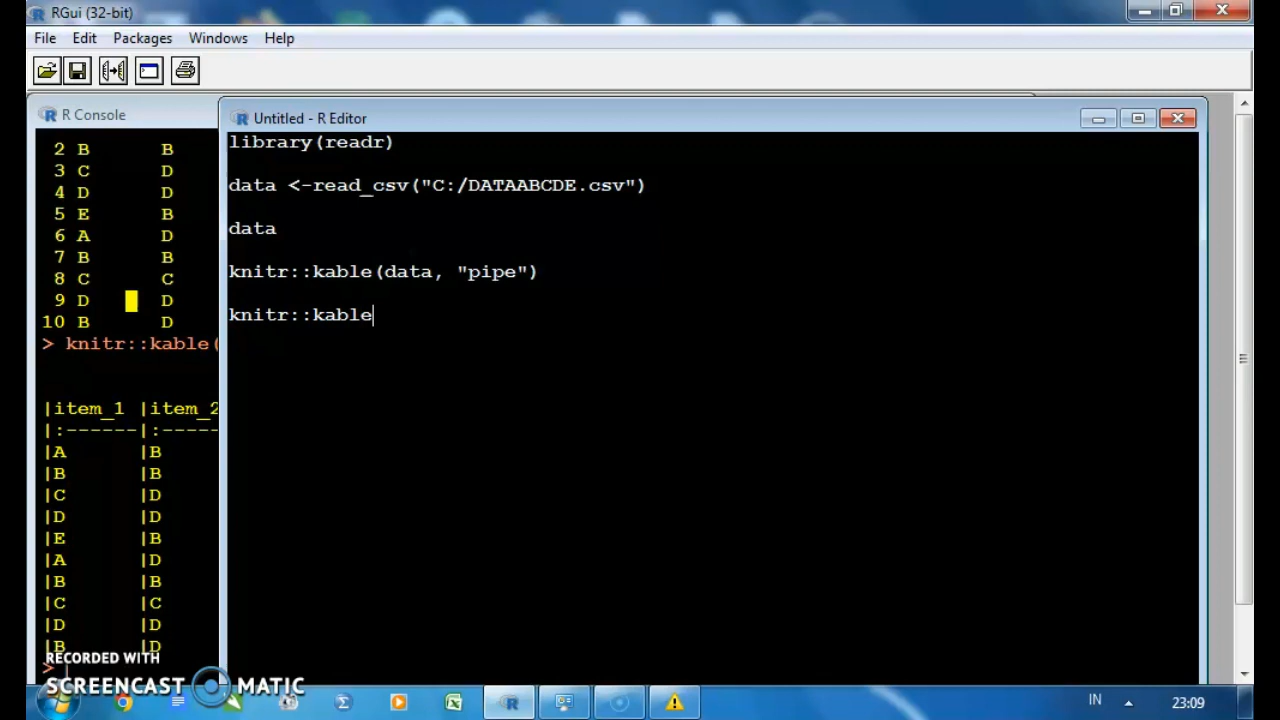 RGui (32-bit)
File Edit Packages Windows Help
R Console
2 B B
3 C D
4 D D
5 E B
6 A D
7 B B
8 C C
9 D D
10 B D
> knitr::kable(
|item_1 |item_2
|:------|:-----
|A |B
|B |B
|C |D
|D |D
|E |B
|A |D
|B |B
|C |C
|D |D
|B |D
>
Untitled - R Editor
library(readr)
data <-read_csv("C:/DATAABCDE.csv")
data
knitr::kable(data, "pipe")
knitr::kable
RECORDED WITH
SCREENCAST MATIC
IN 23:09